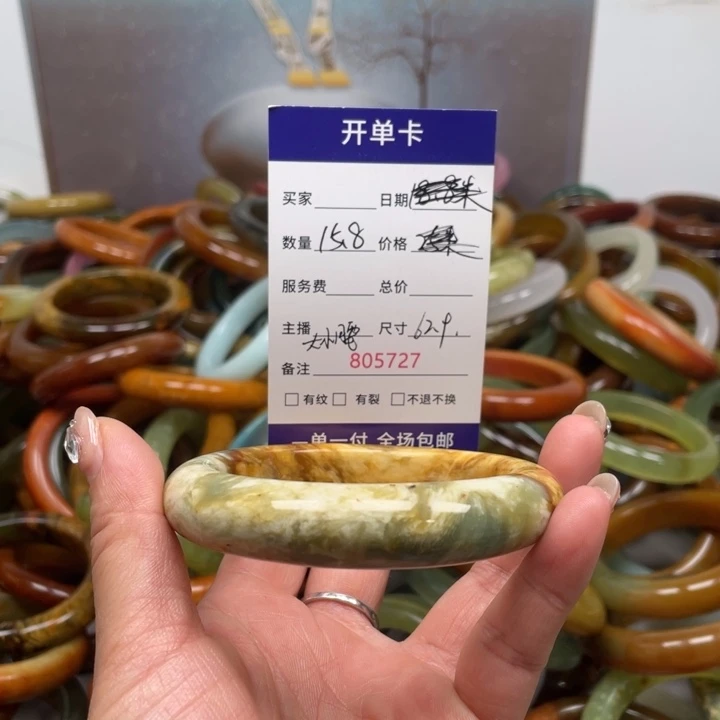 开单卡
买家 日期
数量 15.8 价格
服务费 总价
主播 尺寸 62.9.
805727
备注
□有纹□ 有裂 □不退不换
一单一付 全场包邮